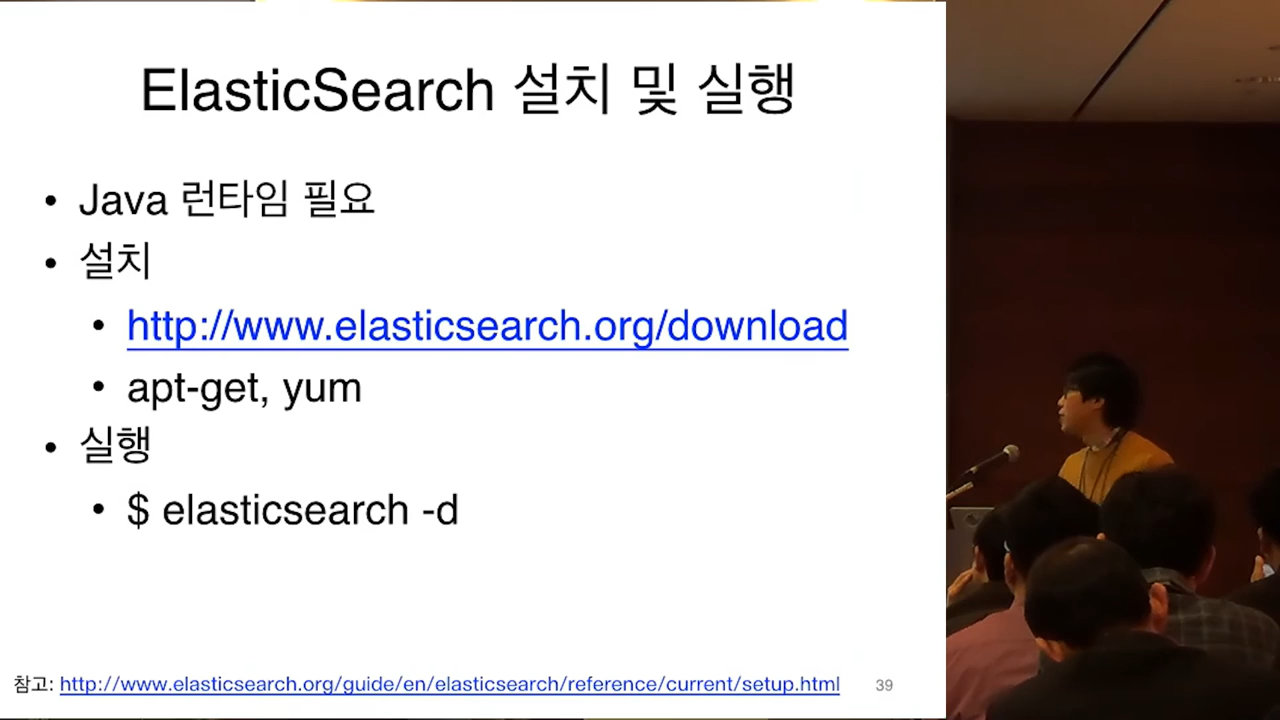 ElasticSearch 설치 및 실행
• Java 런타임 필요
• 설치
• http://www.elasticsearch.org/download
• apt-get, yum
• 실행
• $ elasticsearch -d
참고: http://www.elasticsearch.org/guide/en/elasticsearch/reference/current/setup.html
39